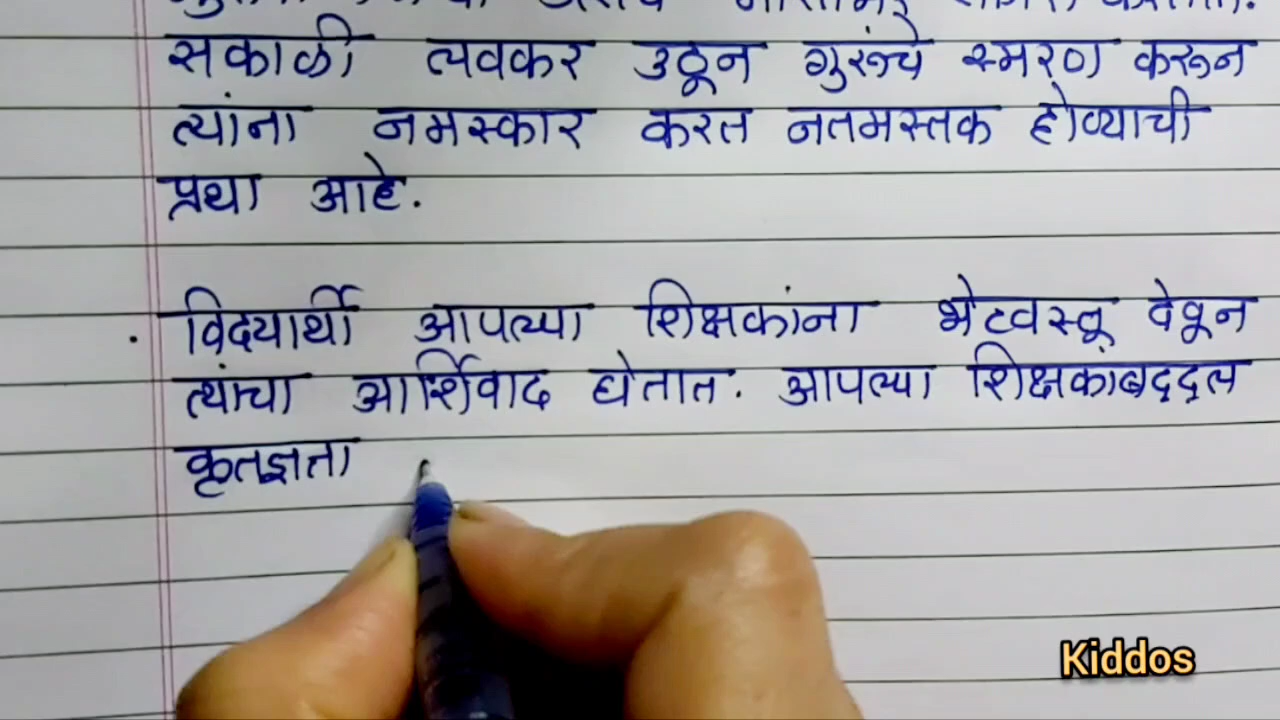 सकाळी लवकर उठून गुरुंचे स्मरण करून
त्यांना नमस्कार करत नतमस्तक होण्याची
प्रथा आहे.
विदयार्थी आपल्या शिक्षकांना भेटवस्तू देवून
त्यांचा आर्शिवाद घेतात. आपल्या शिक्षकांबद्दल
कृतज्ञता
Kiddos